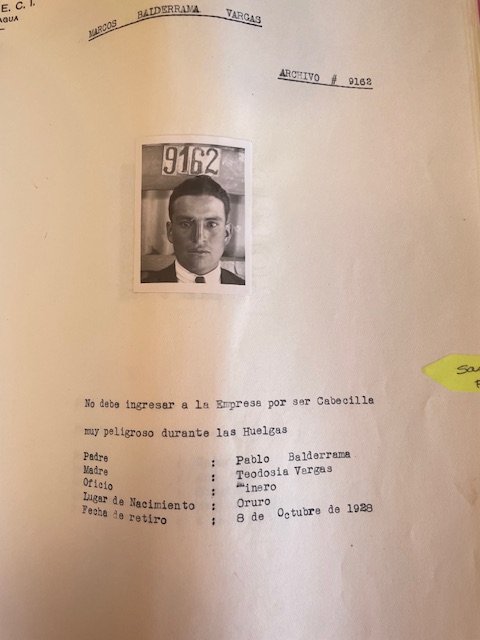 E. C. I.
AGUA
MARCOS BALDERRAMA VARGAS
ARCHIVO # 9162
9162
No debe ingresar a la Empresa por ser Cabecilla
muy peligroso durante las Huelgas
Padre : Pablo Balderrama
Madre : Teodosia Vargas
Oficio : Minero
Lugar de Nacimiento : Oruro
Fecha de retiro : 8 de Octubre de 1928